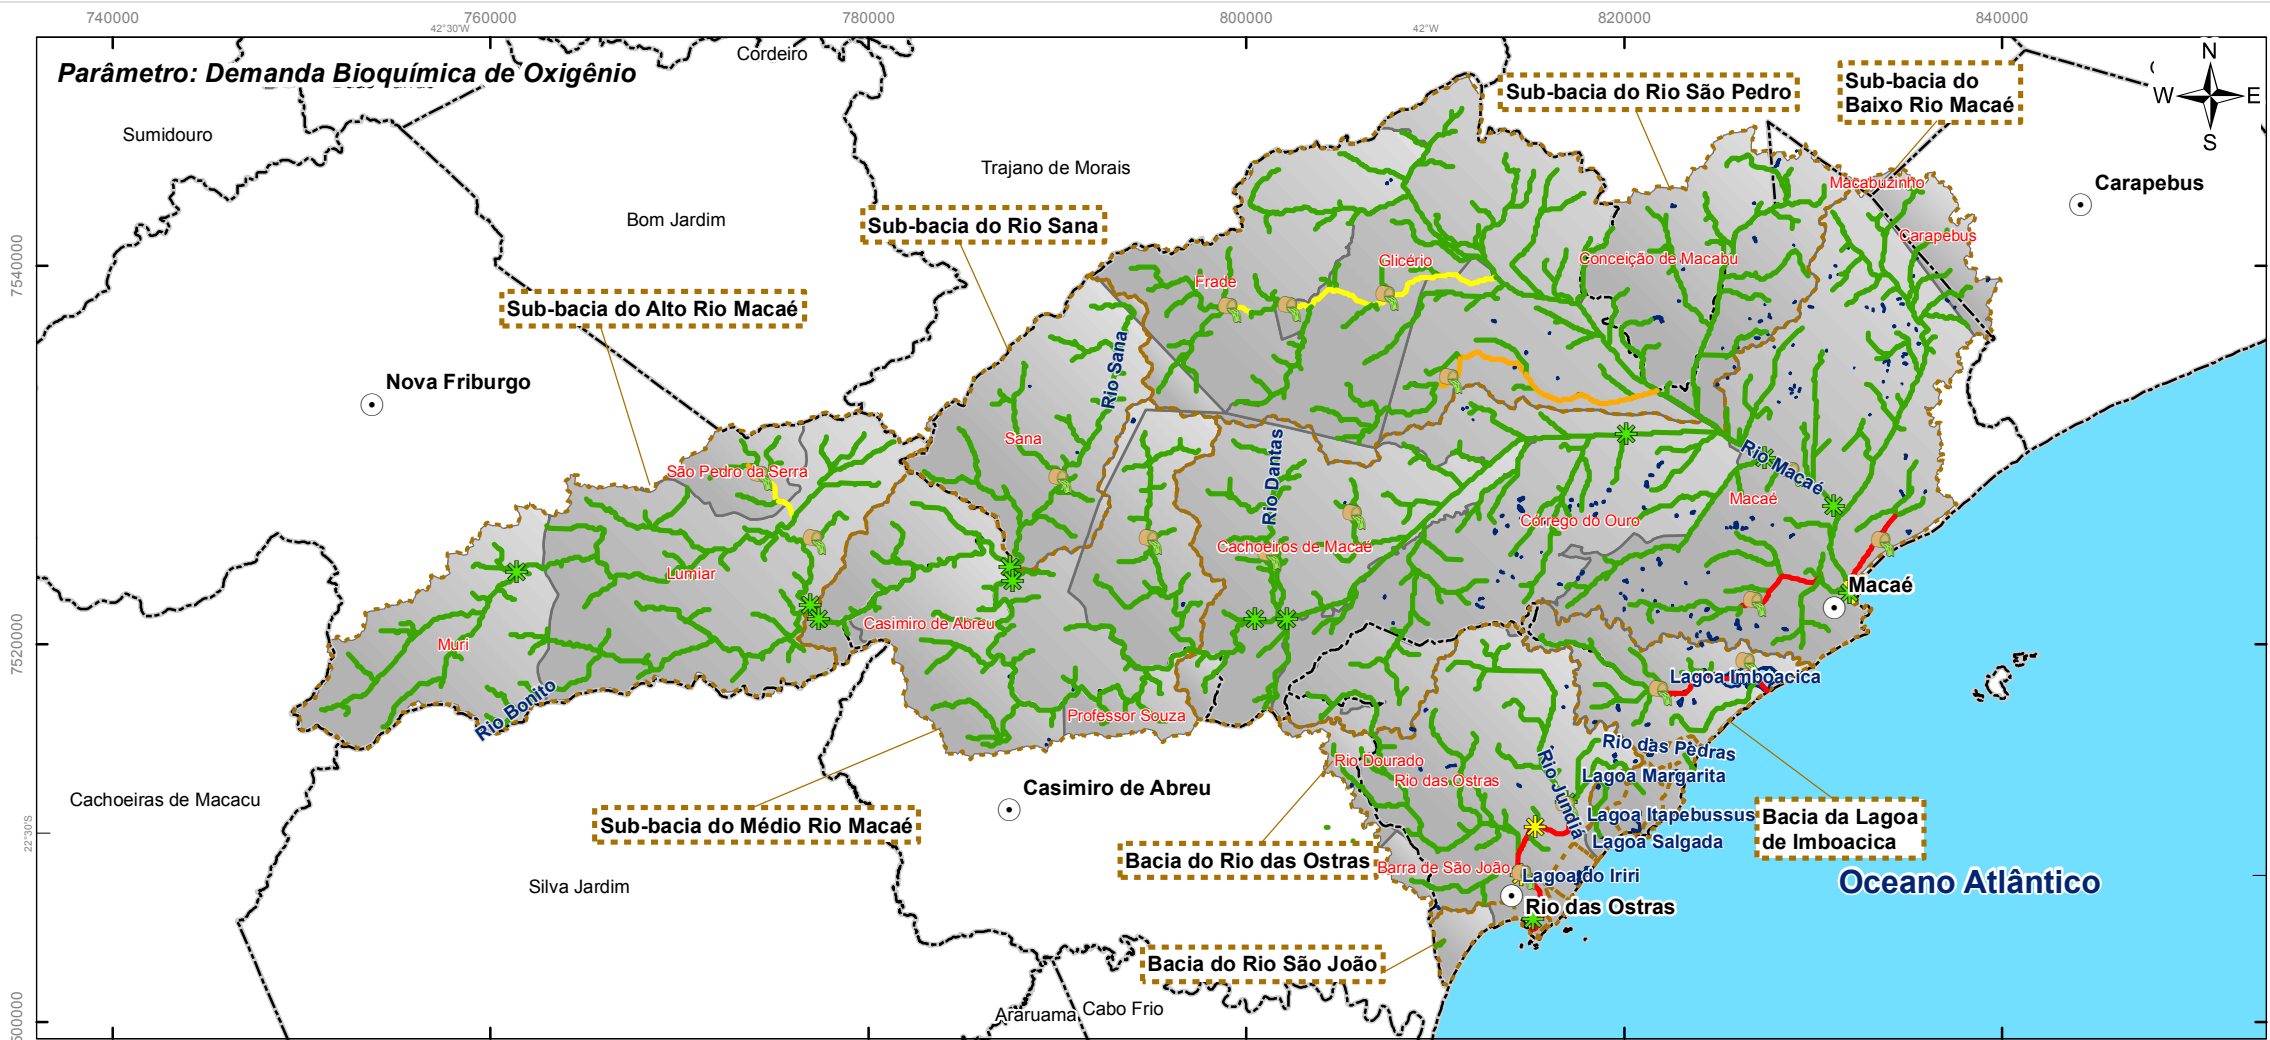 740000
760000
780000
800000
820000
840000
42°30'W
42°W
Parâmetro: Demanda Bioquímica de Oxigênio
Cordeiro
N
W
E
S
Sub-bacia do Rio São Pedro
Sub-bacia do
Baixo Rio Macaé
Sumidouro
Trajano de Morais
Macabuzinho
Carapebus
Bom Jardim
Sub-bacia do Rio Sana
Carapebus
7540000
Conceição de Macabu
Glicério
Frade
Sub-bacia do Alto Rio Macaé
Rio Sana
Nova Friburgo
Sana
Rio Dantas
Rio Macaé
São Pedro da Serra
Macaé
Córrego do Ouro
Cachoeiros de Macaé
Lumiar
Macaé
Casimiro de Abreu
7520000
Muri
Lagoa Imboacica
Rio Bonito
Professor Souza
Rio das Pedras
Rio Dourado
Rio das Ostras
Rio Jundiá
Lagoa Margarita
Cachoeiras de Macacu
Casimiro de Abreu
Lagoa Itapebussus
Bacia da Lagoa
de Imboacica
Sub-bacia do Médio Rio Macaé
22°30'S
Lagoa Salgada
Bacia do Rio das Ostras
Barra de São João
Lagoa do Iriri
Oceano Atlântico
Silva Jardim
Rio das Ostras
Bacia do Rio São João
Araruama
Cabo Frio